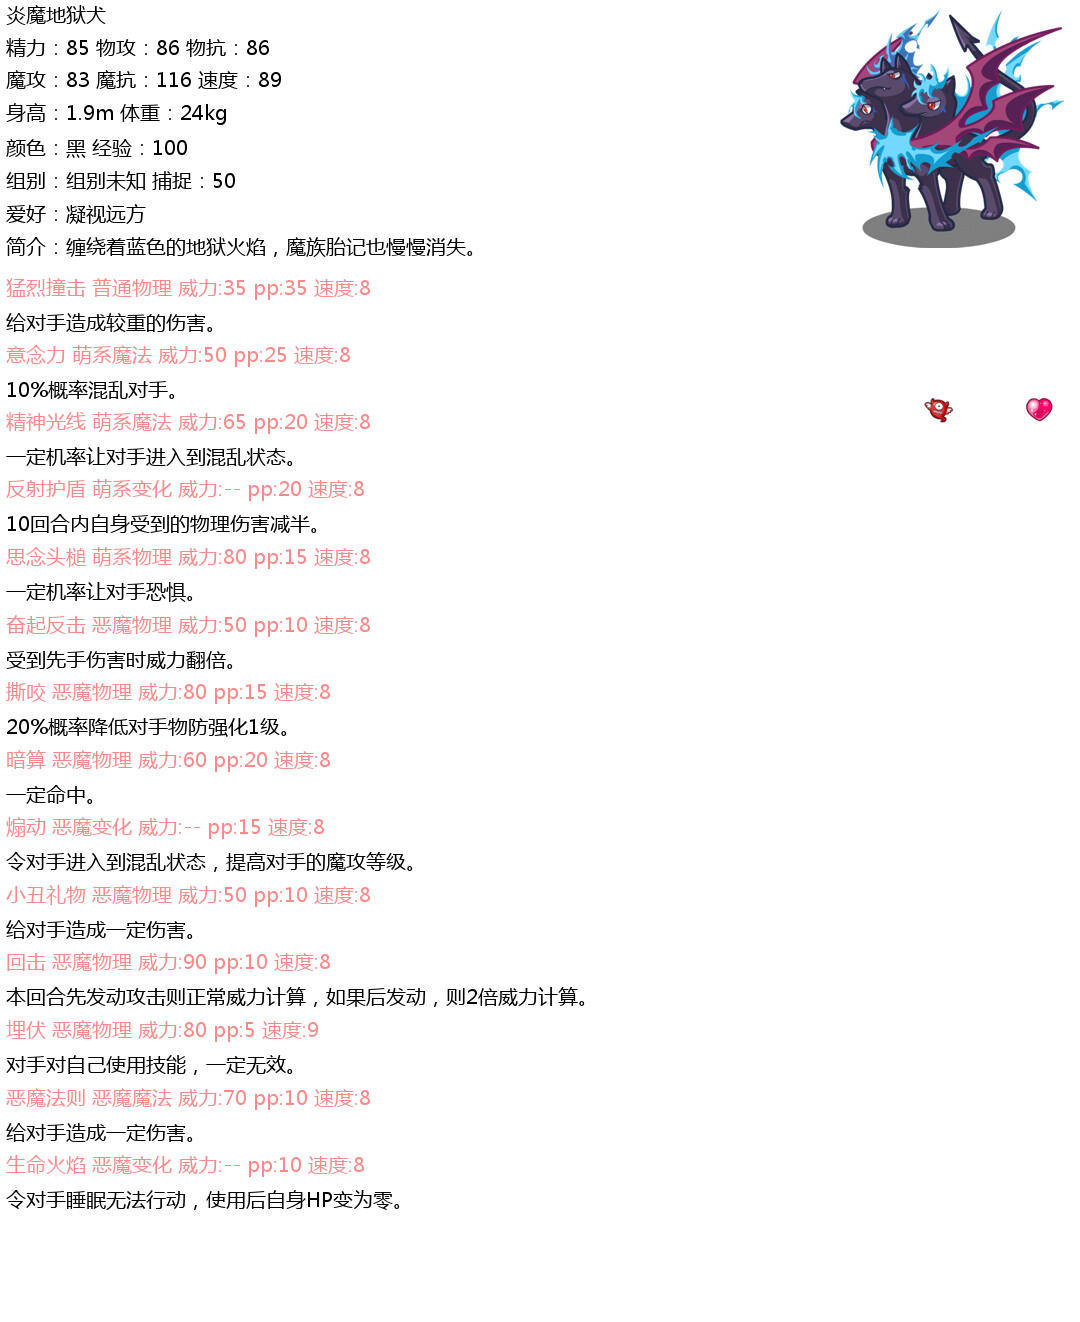 炎魔地狱犬
精力：85 物攻：86 物抗：86
魔攻：83 魔抗：116 速度：89
身高：1.9m 体重：24kg
颜色：黑 经验：100
组别：组别未知 捕捉：50
爱好：凝视远方
简介：缠绕着蓝色的地狱火焰，魔族胎记也慢慢消失。
猛烈撞击 普通物理 威力:35 pp:35 速度:8
给对手造成较重的伤害。
意念力 萌系魔法 威力:50 pp:25 速度:8
10%概率混乱对手。
精神光线 萌系魔法 威力:65 pp:20 速度:8
一定机率让对手进入到混乱状态。
反射护盾 萌系变化 威力:-- pp:20 速度:8
10回合内自身受到的物理伤害减半。
思念头槌 萌系物理 威力:80 pp:15 速度:8
一定机率让对手恐惧。
奋起反击 恶魔物理 威力:50 pp:10 速度:8
受到先手伤害时威力翻倍。
撕咬 恶魔物理 威力:80 pp:15 速度:8
20%概率降低对手物防强化1级。
暗算 恶魔物理 威力:60 pp:20 速度:8
一定命中。
煽动 恶魔变化 威力:-- pp:15 速度:8
令对手进入到混乱状态，提高对手的魔攻等级。
小丑礼物 恶魔物理 威力:50 pp:10 速度:8
给对手造成一定伤害。
回击 恶魔物理 威力:90 pp:10 速度:8
本回合先发动攻击则正常威力计算，如果后发动，则2倍威力计算。
埋伏 恶魔物理 威力:80 pp:5 速度:9
对手对自己使用技能，一定无效。
恶魔法则 恶魔魔法 威力:70 pp:10 速度:8
给对手造成一定伤害。
生命火焰 恶魔变化 威力:-- pp:10 速度:8
令对手睡眠无法行动，使用后自身HP变为零。